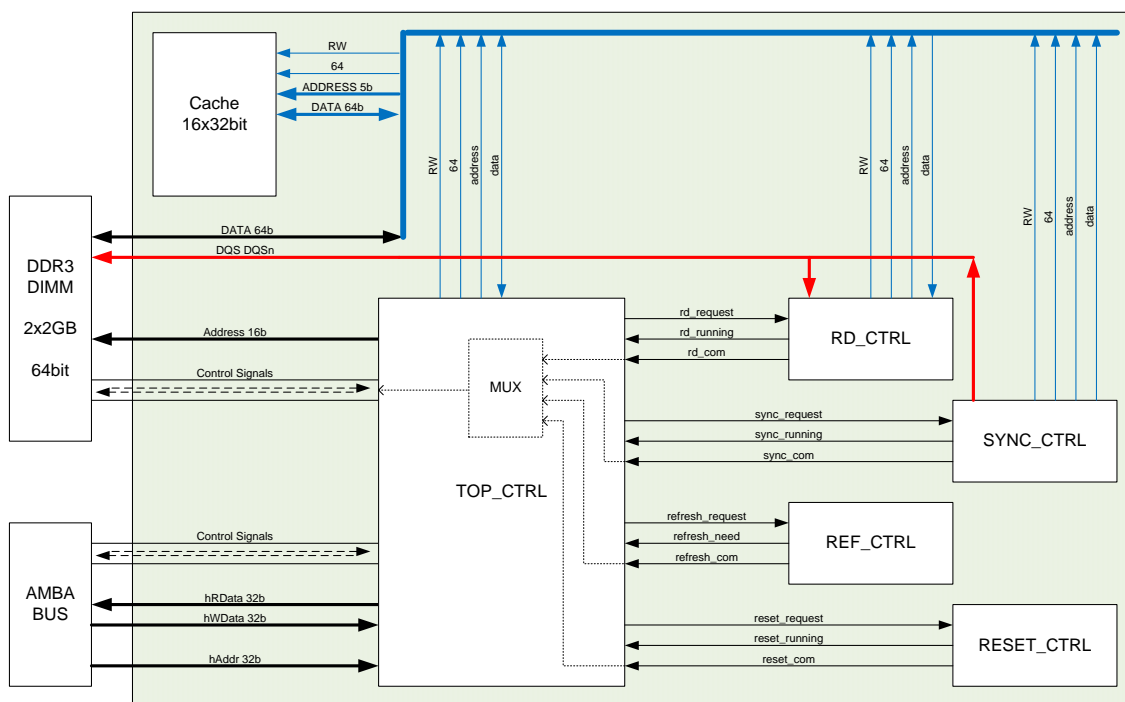 Cache
16x32bit
RW
64
ADDRESS 5b
DATA 64b
RW
64
address
data
RW
64
address
data
RW
64
address
data
DDR3
DIMM
2x2GB
64bit
DATA 64b
DQS DQSn
Address 16b
Control Signals
MUX
TOP_CTRL
rd_request
rd_running
rd_com
RD_CTRL
sync_request
sync_running
sync_com
SYNC_CTRL
refresh_request
refresh_need
refresh_com
REF_CTRL
reset_request
reset_running
reset_com
RESET_CTRL
AMBA
BUS
Control Signals
hRData 32b
hWData 32b
hAddr 32b